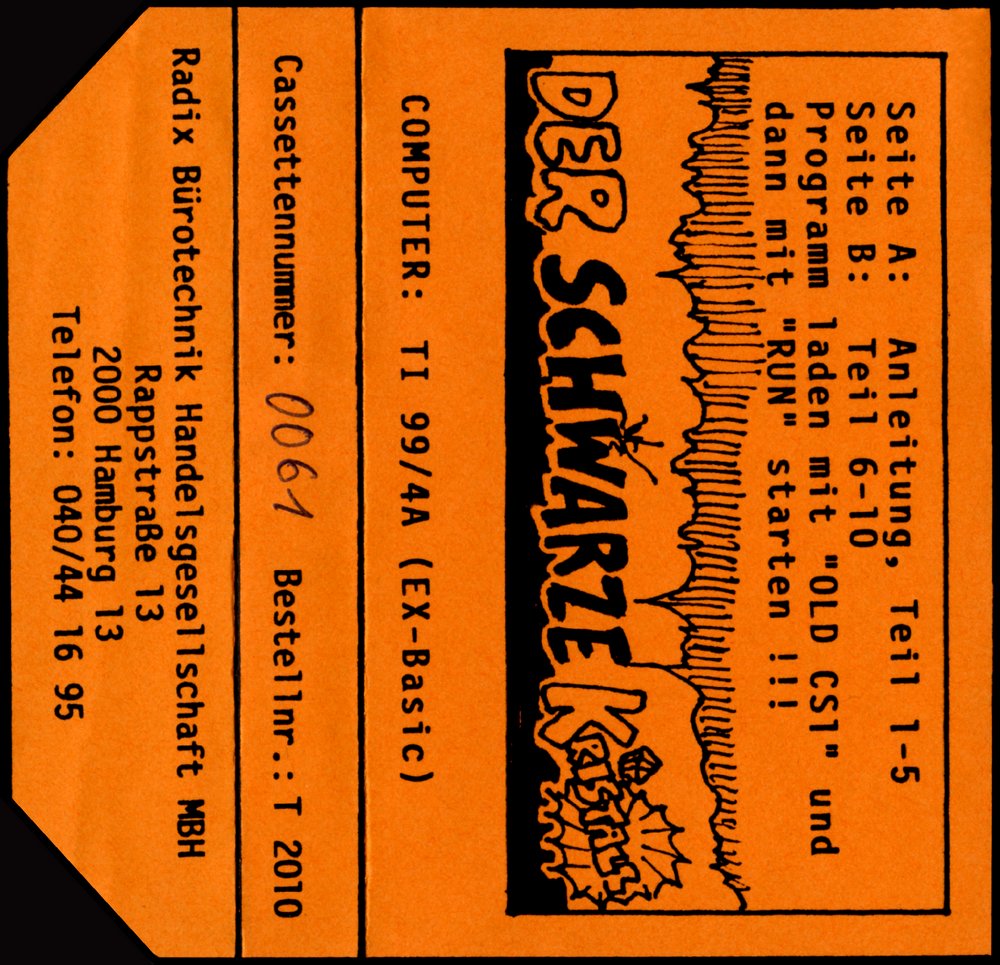 Seite A:  Anleitung, Teil 1-5
Seite B:  Teil 6-10
Programm laden mit "OLD CS1" und
dann mit "RUN" starten !!!
DER SCHWARZE KRISTALL
COMPUTER: TI 99/4A (EX-Basic)
Cassettennummer: 0061 Bestellnr.: T 2010
Radix Bürotechnik Handelsgesellschaft MBH
Rappstraße 13
2000 Hamburg 13
Telefon: 040/44 16 95